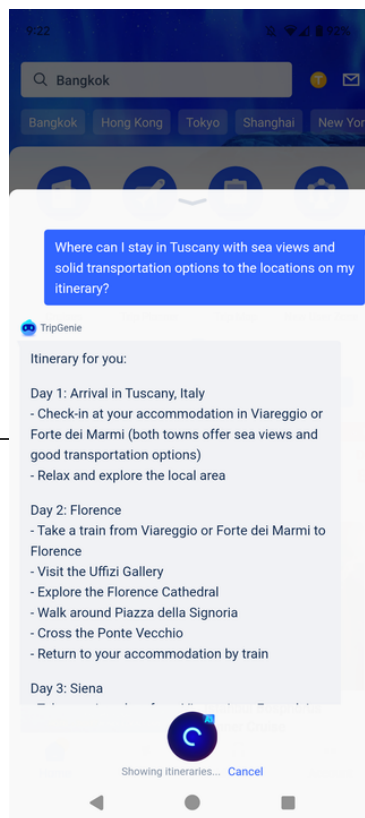 9:22
92%
Bangkok
Bangkok Hong Kong Tokyo Shanghai New Yor
Where can I stay in Tuscany with sea views and
solid transportation options to the locations on my
itinerary?
TripGenie
Itinerary for you:
Day 1: Arrival in Tuscany, Italy
- Check-in at your accommodation in Viareggio or
Forte dei Marmi (both towns offer sea views and
good transportation options)
- Relax and explore the local area
Day 2: Florence
- Take a train from Viareggio or Forte dei Marmi to
Florence
- Visit the Uffizi Gallery
- Explore the Florence Cathedral
- Walk around Piazza della Signoria
- Cross the Ponte Vecchio
- Return to your accommodation by train
Day 3: Siena
AI
Showing itineraries... Cancel